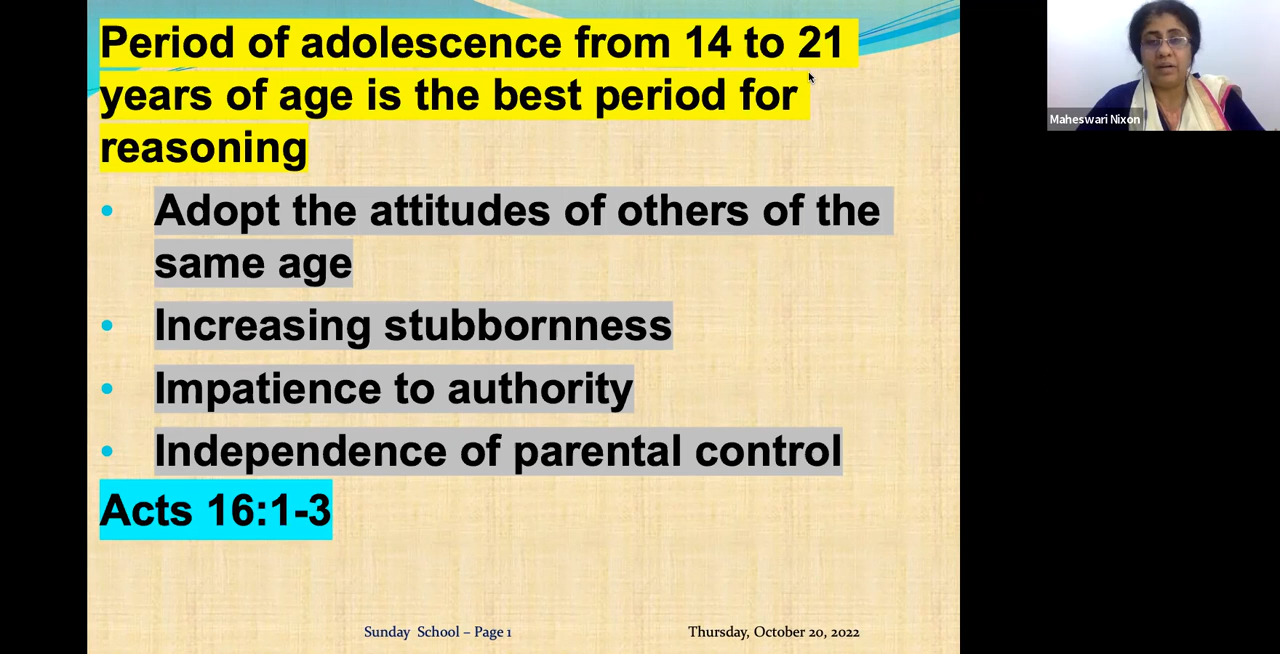 Period of adolescence from 14 to 21
years of age is the best period for
reasoning
• Adopt the attitudes of others of the
same age
• Increasing stubbornness
• Impatience to authority
• Independence of parental control
Acts 16:1-3
Sunday School – Page 1
Thursday, October 20, 2022
Maheswari Nixon